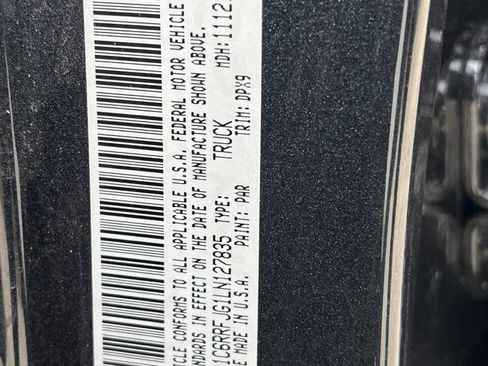 ICLE CONFORMS TO ALL APPLICABLE U.S.A. FEDERAL MOTOR VEHICLE
NDARDS IN EFFECT ON THE DATE OF MANUFACTURE SHOWN ABOVE.
1C6RRFJG1LN127835 TYPE: TRUCK MDH:1112
E MADE IN U.S.A. PAINT: PAR TRIM: DPX9